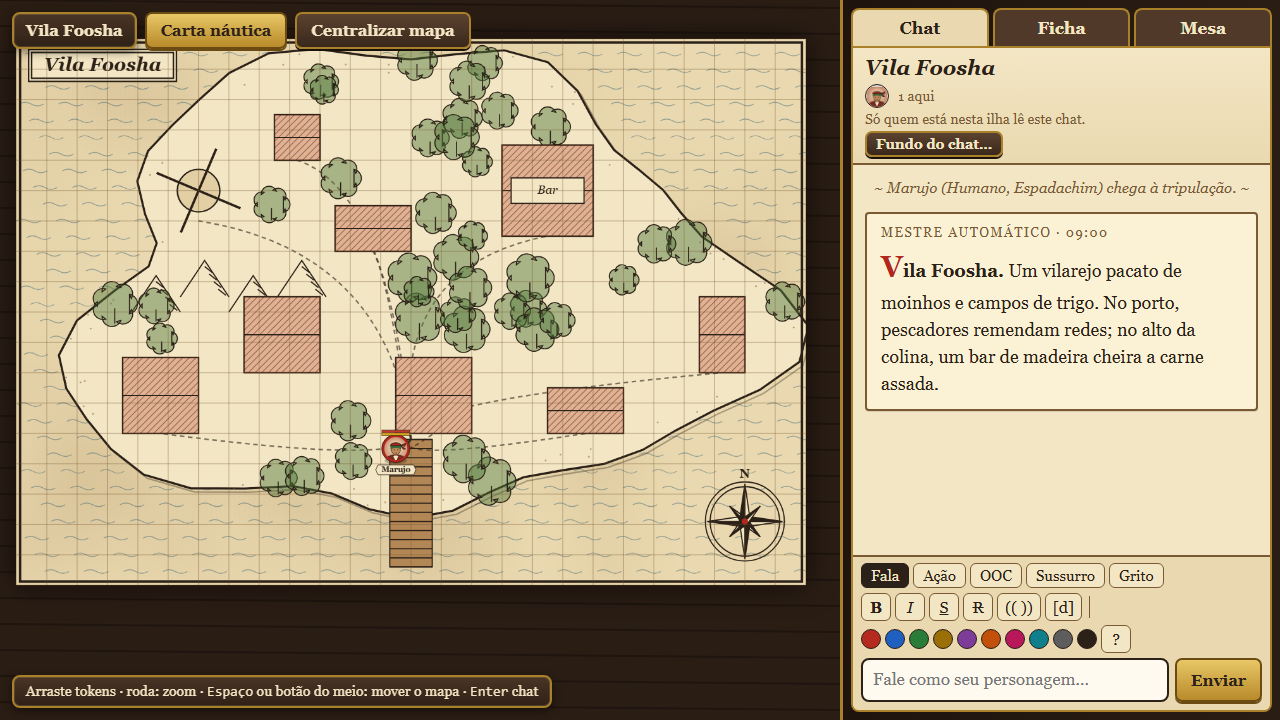 Vila Foosha
Carta náutica
Centralizar mapa
Vila Foosha
Bar
Marujo
N
Arraste tokens · roda: zoom · Espaço ou botão do meio: mover o mapa · Enter chat
Chat
Ficha
Mesa
Vila Foosha
1 aqui
Só quem está nesta ilha lê este chat.
Fundo do chat...
~ Marujo (Humano, Espadachim) chega à tripulação. ~
MESTRE AUTOMÁTICO · 09:00
Vila Foosha. Um vilarejo pacato de
moinhos e campos de trigo. No porto,
pescadores remendam redes; no alto da
colina, um bar de madeira cheira a carne
assada.
Fala
Ação
OOC
Sussurro
Grito
B
I
S
R
(( ))
[d]
?
Fale como seu personagem...
Enviar